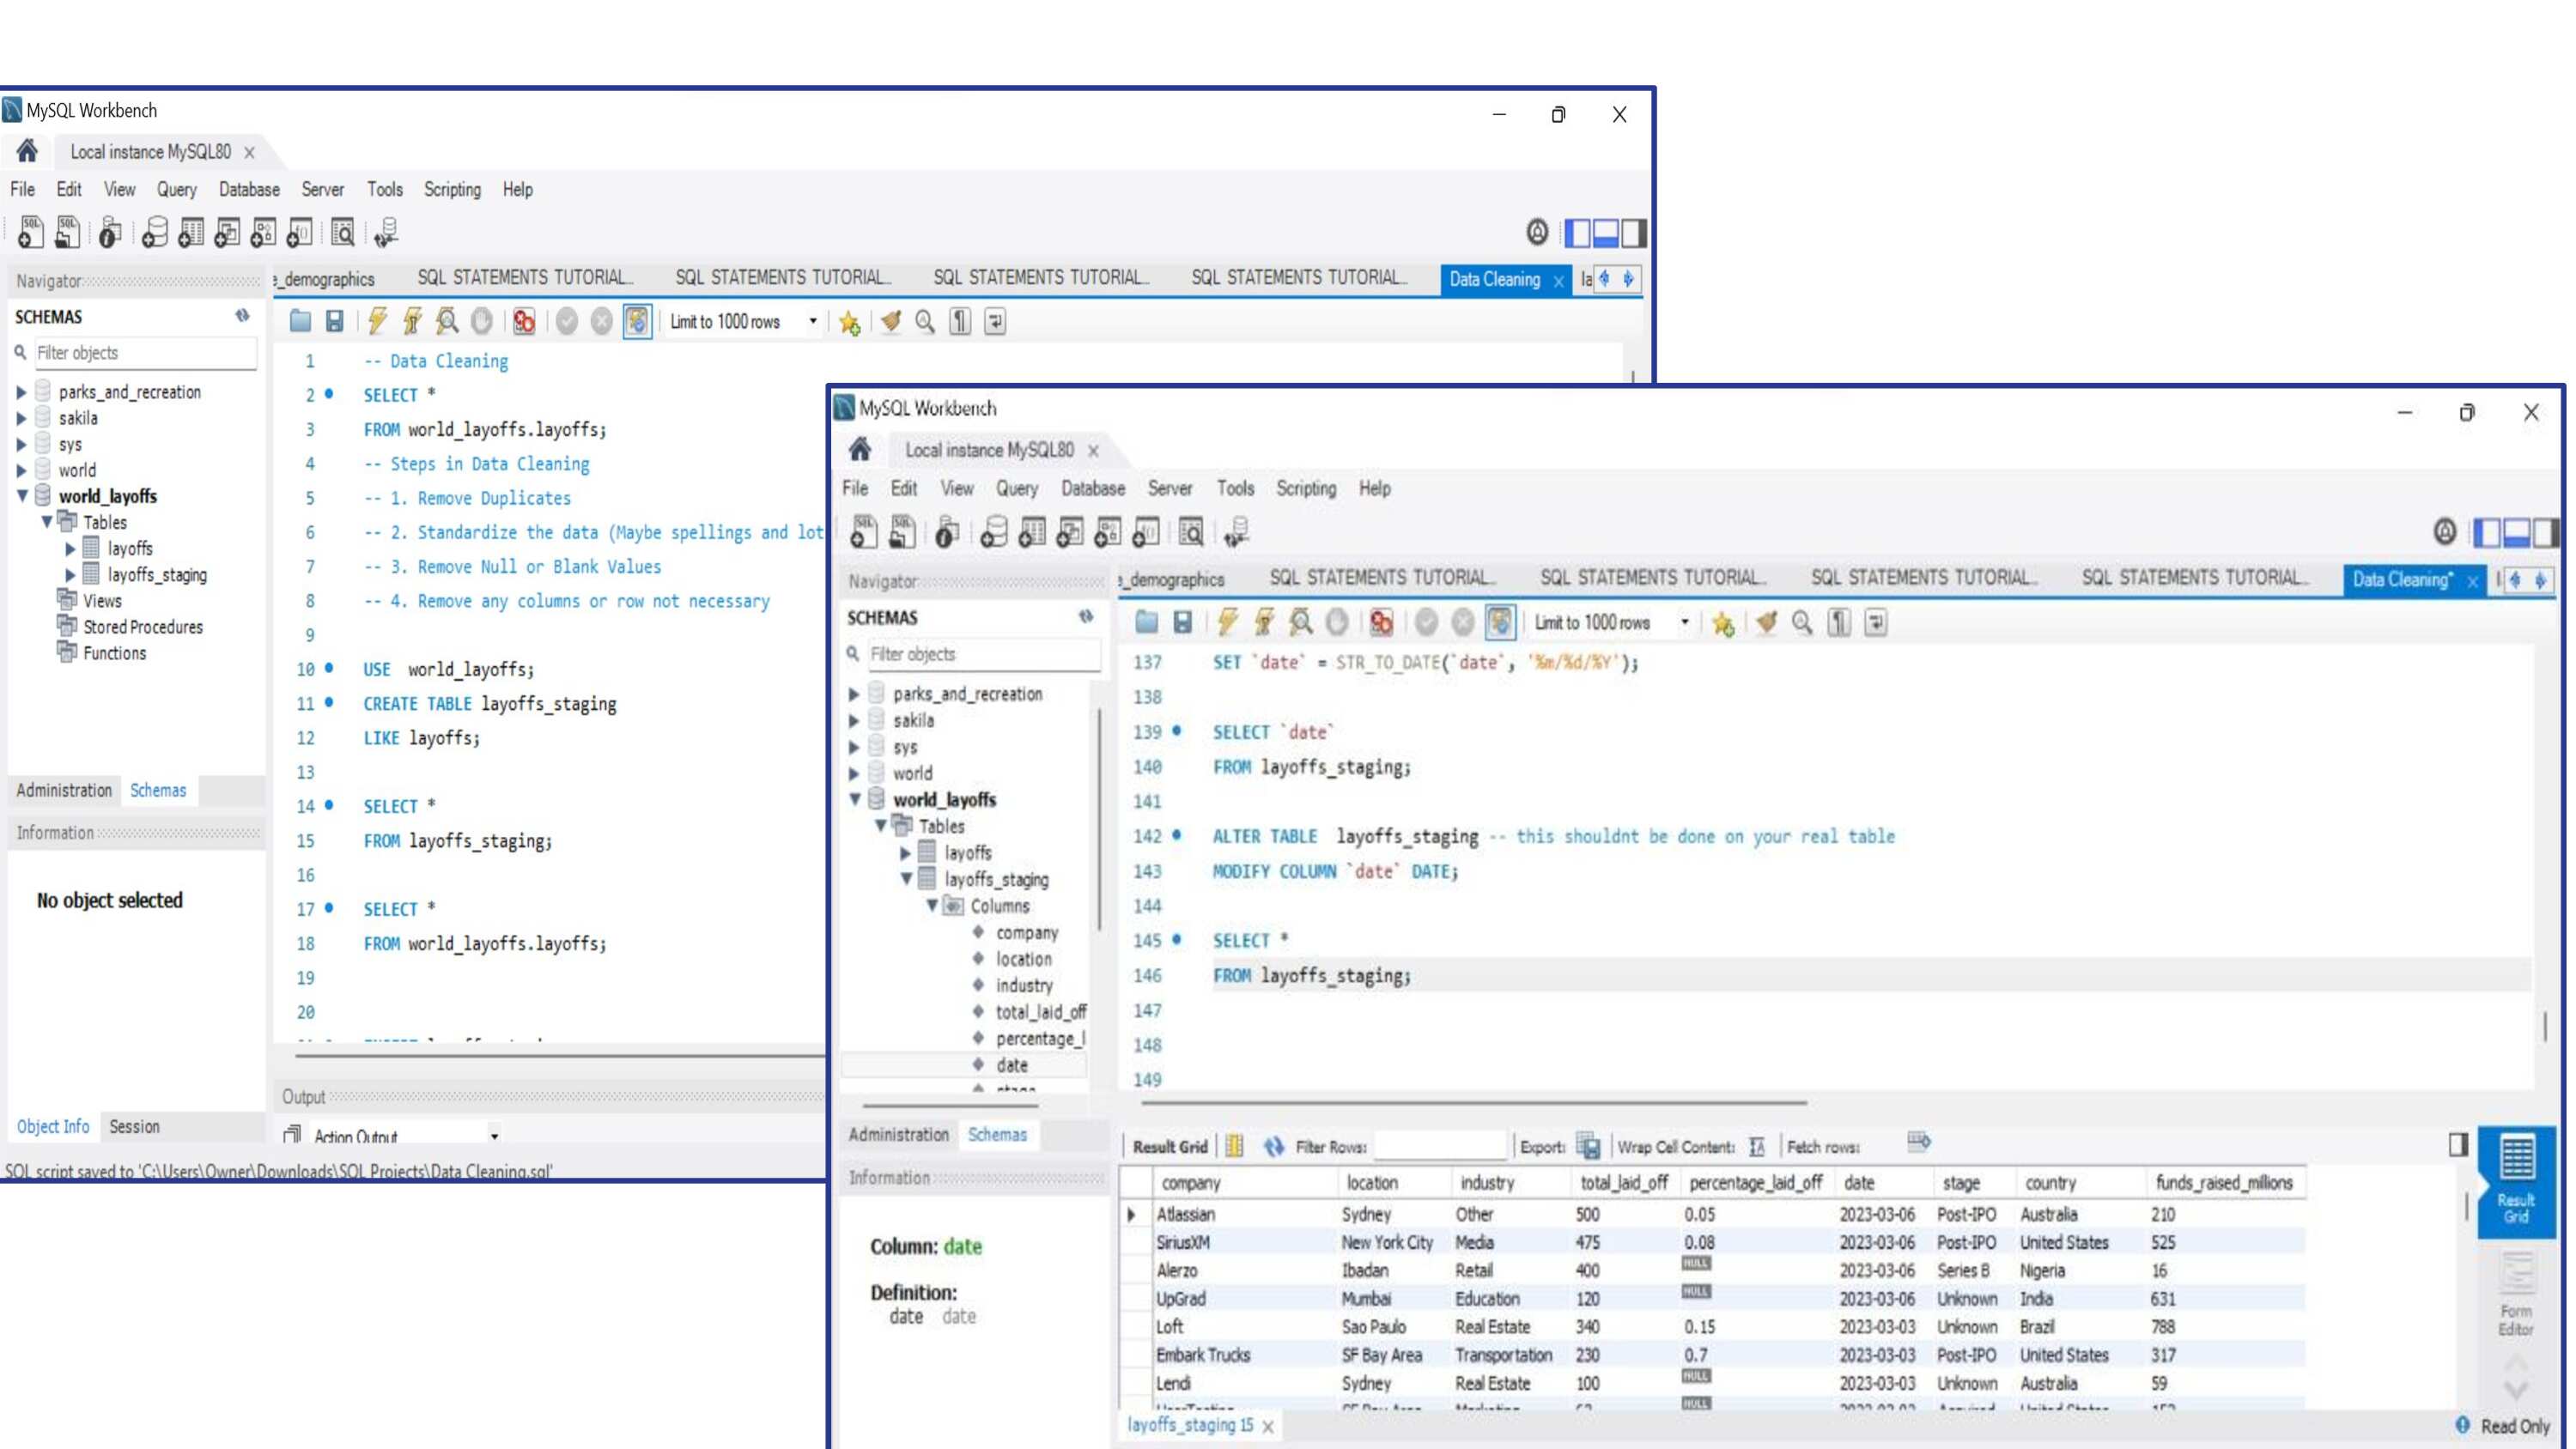 MySQL Workbench
Local instance MySQL80
File Edit View Query Database Server Tools Scripting Help
Navigator
SCHEMAS
Filter objects
parks_and_recreation
sakila
sys
world
world_layoffs
Tables
layoffs
layoffs_staging
Views
Stored Procedures
Functions
Administration Schemas
Information
No object selected
Object Info Session
e_demographics SQL STATEMENTS TUTORIAL... SQL STATEMENTS TUTORIAL... SQL STATEMENTS TUTORIAL... SQL STATEMENTS TUTORIAL... Data Cleaning la
Limit to 1000 rows
1 -- Data Cleaning
2 SELECT *
3 FROM world_layoffs.layoffs;
4 -- Steps in Data Cleaning
5 -- 1. Remove Duplicates
6 -- 2. Standardize the data (Maybe spellings and lot
7 -- 3. Remove Null or Blank Values
8 -- 4. Remove any columns or row not necessary
9
10 USE world_layoffs;
11 CREATE TABLE layoffs_staging
12 LIKE layoffs;
13
14 SELECT *
15 FROM layoffs_staging;
16
17 SELECT *
18 FROM world_layoffs.layoffs;
19
20
Output
Action Output
SQL script saved to 'C:\Users\Owner\Downloads\SQL Projects\Data Cleaning.sql'
MySQL Workbench
Local instance MySQL80
File Edit View Query Database Server Tools Scripting Help
Navigator
SCHEMAS
Filter objects
parks_and_recreation
sakila
sys
world
world_layoffs
Tables
layoffs
layoffs_staging
Columns
company
location
industry
total_laid_off
percentage_l
date
Administration Schemas
Information
Column: date
Definition:
date date
e_demographics SQL STATEMENTS TUTORIAL... SQL STATEMENTS TUTORIAL... SQL STATEMENTS TUTORIAL... SQL STATEMENTS TUTORIAL... Data Cleaning*
Limit to 1000 rows
137 SET `date` = STR_TO_DATE(`date`, '%m/%d/%Y');
138
139 SELECT `date`
140 FROM layoffs_staging;
141
142 ALTER TABLE layoffs_staging -- this shouldnt be done on your real table
143 MODIFY COLUMN `date` DATE;
144
145 SELECT *
146 FROM layoffs_staging;
147
148
149
Result Grid Filter Rows: Export: Wrap Cell Content: Fetch rows:
company location industry total_laid_off percentage_laid_off date stage country funds_raised_millions
Atlassian Sydney Other 500 0.05 2023-03-06 Post-IPO Australia 210
SiriusXM New York City Media 475 0.08 2023-03-06 Post-IPO United States 525
Alerzo Ibadan Retail 400 NULL 2023-03-06 Series B Nigeria 16
UpGrad Mumbai Education 120 NULL 2023-03-06 Unknown India 631
Loft Sao Paulo Real Estate 340 0.15 2023-03-03 Unknown Brazil 788
Embark Trucks SF Bay Area Transportation 230 0.7 2023-03-03 Post-IPO United States 317
Lendi Sydney Real Estate 100 NULL 2023-03-03 Unknown Australia 59
NULL
Result Grid
Form Editor
layoffs_staging 15
Read Only